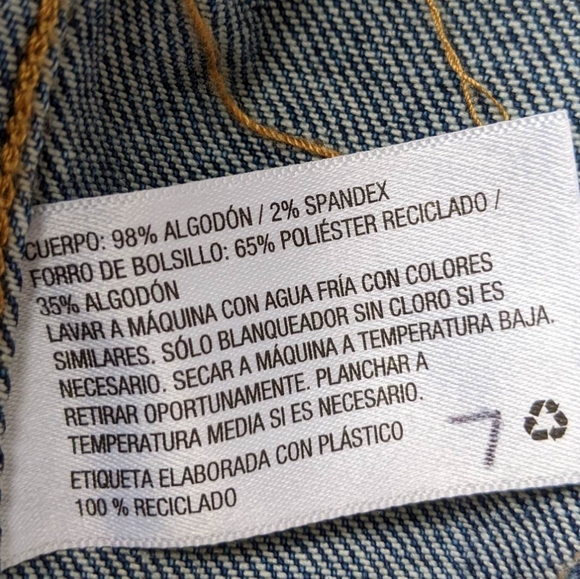 CUERPO: 98% ALGODÓN / 2% SPANDEX
FORRO DE BOLSILLO: 65% POLIÉSTER RECICLADO /
35% ALGODÓN
LAVAR A MÁQUINA CON AGUA FRÍA CON COLORES
SIMILARES. SÓLO BLANQUEADOR SIN CLORO SI ES
NECESARIO. SECAR A MÁQUINA A TEMPERATURA BAJA.
RETIRAR OPORTUNAMENTE. PLANCHAR A
TEMPERATURA MEDIA SI ES NECESARIO.
ETIQUETA ELABORADA CON PLÁSTICO
100 % RECICLADO
7